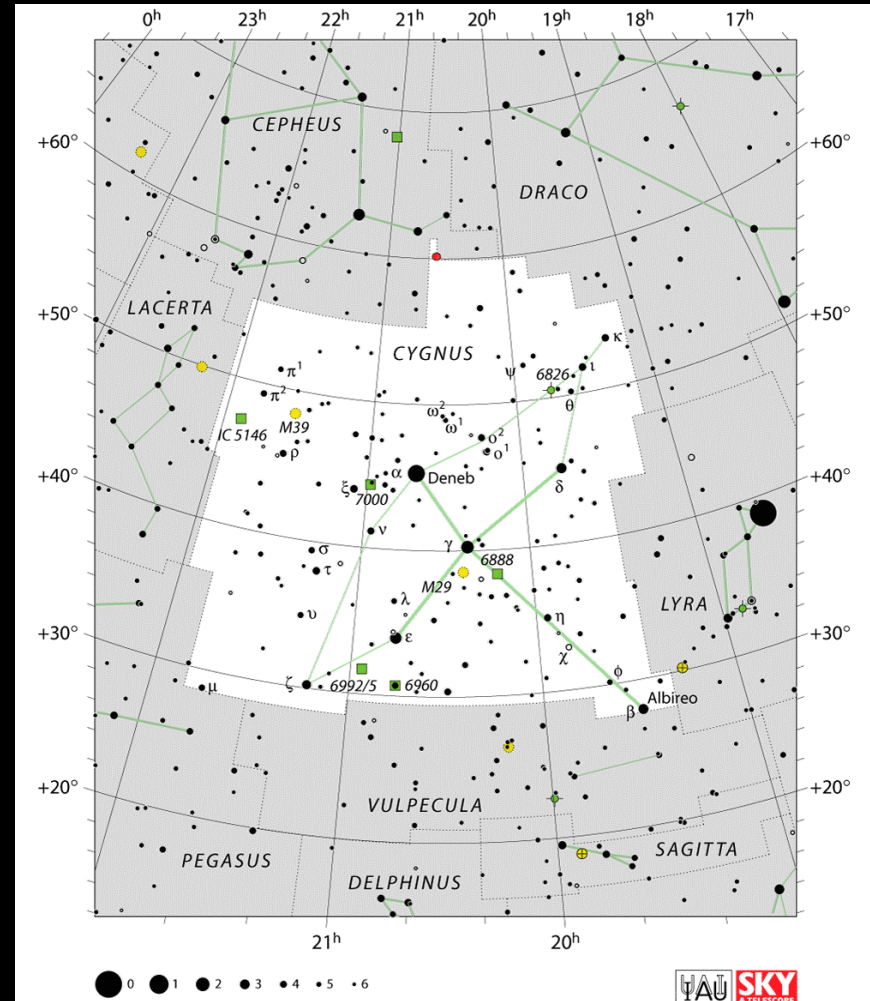 0h 23h 22h 21h 20h 19h 18h 17h
CEPHEUS
+60° +60°
DRACO
LACERTA
+50° +50°
CYGNUS
κ
π¹ ψ 6826 ι
π² θ
ω²
ω¹
IC 5146 M39
ο²
ρ ο¹
α Deneb
+40° +40°
ξ δ
7000
ν
σ γ
6888
τ
M29
λ LYRA
υ η
+30° ε +30°
χ
φ
μ ζ 6992/5 6960 Albireo
β
+20° +20°
VULPECULA
SAGITTA
PEGASUS
DELPHINUS
21h 20h
0 1 2 3 4 5 6
IAU SKY
& TELESCOPE